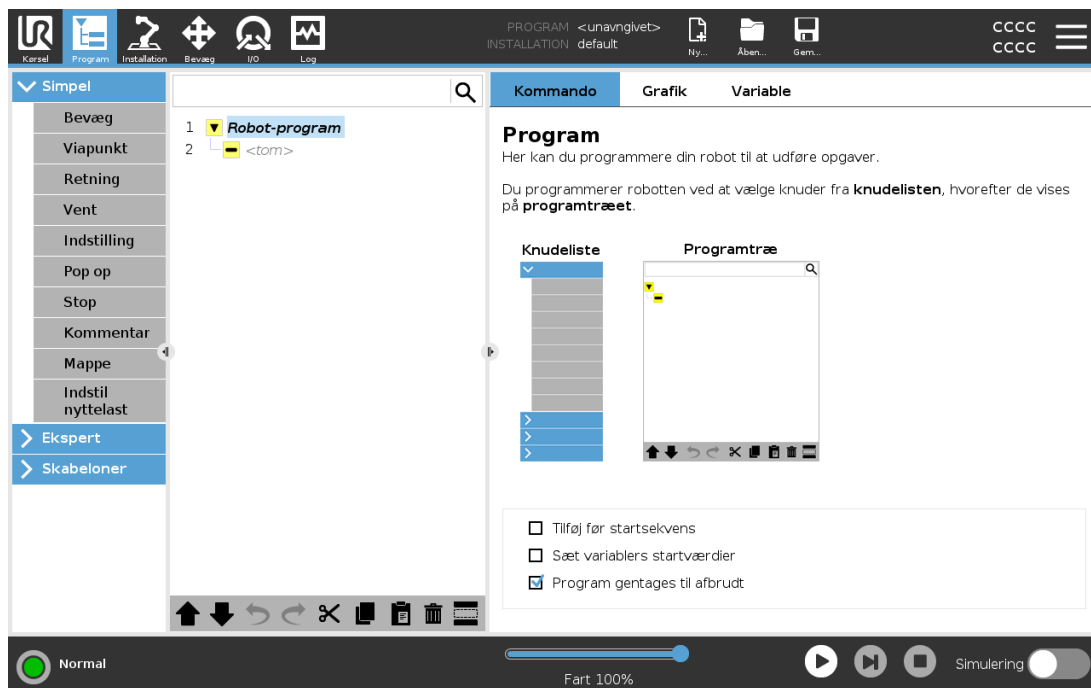 PROGRAM <unavngivet>
INSTALLATION default
Kørsel
Program
Installation
Bevæg
I/O
Log
Ny...
Åben...
Gem...
CCCC
CCCC
Simpel
Bevæg
Viapunkt
Retning
Vent
Indstilling
Pop op
Stop
Kommentar
Mappe
Indstil
nyttelast
Ekspert
Skabeloner
1 Robot-program
2 <tom>
Kommando Grafik Variable
Program
Her kan du programmere din robot til at udføre opgaver.
Du programmerer robotten ved at vælge knuder fra knudelisten, hvorefter de vises
på programtræet.
Knudeliste Programtræ
Tilføj før startsekvens
Sæt variablers startværdier
Program gentages til afbrudt
Normal
Fart 100%
Simulering